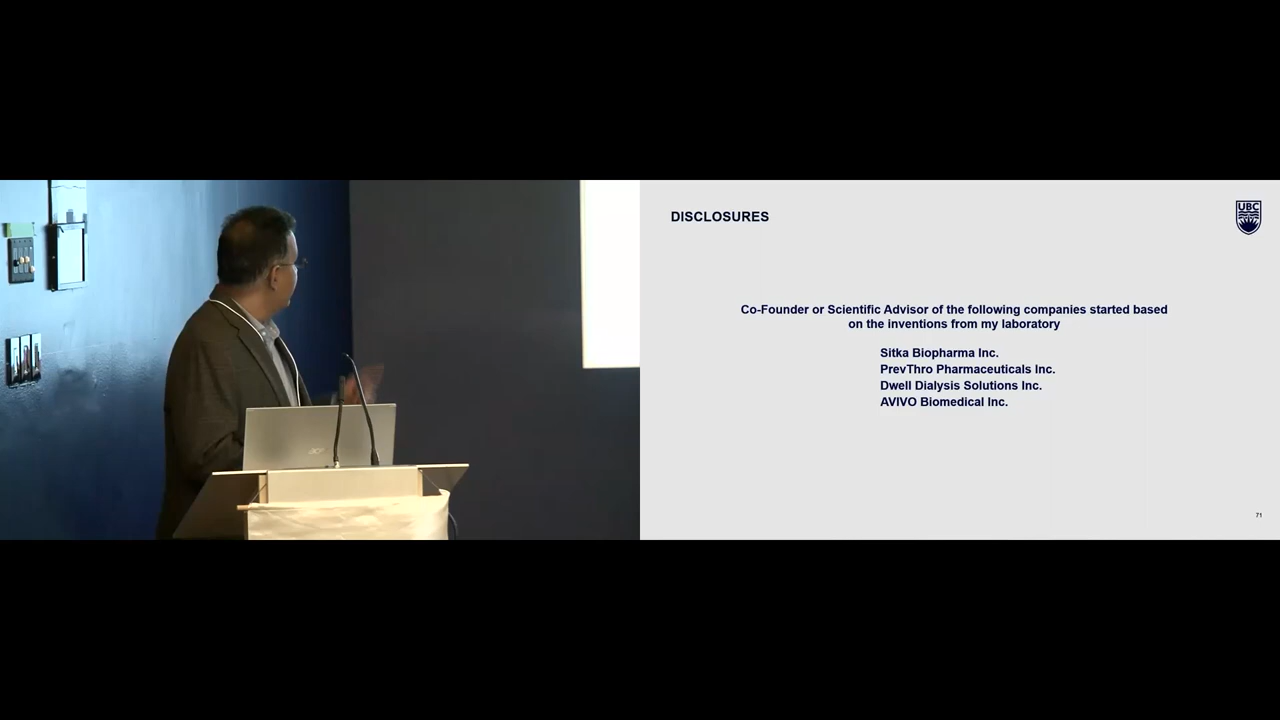 DISCLOSURES
UBC
Co-Founder or Scientific Advisor of the following companies started based
on the inventions from my laboratory
Sitka Biopharma Inc.
PrevThro Pharmaceuticals Inc.
Dwell Dialysis Solutions Inc.
AVIVO Biomedical Inc.
71
acer